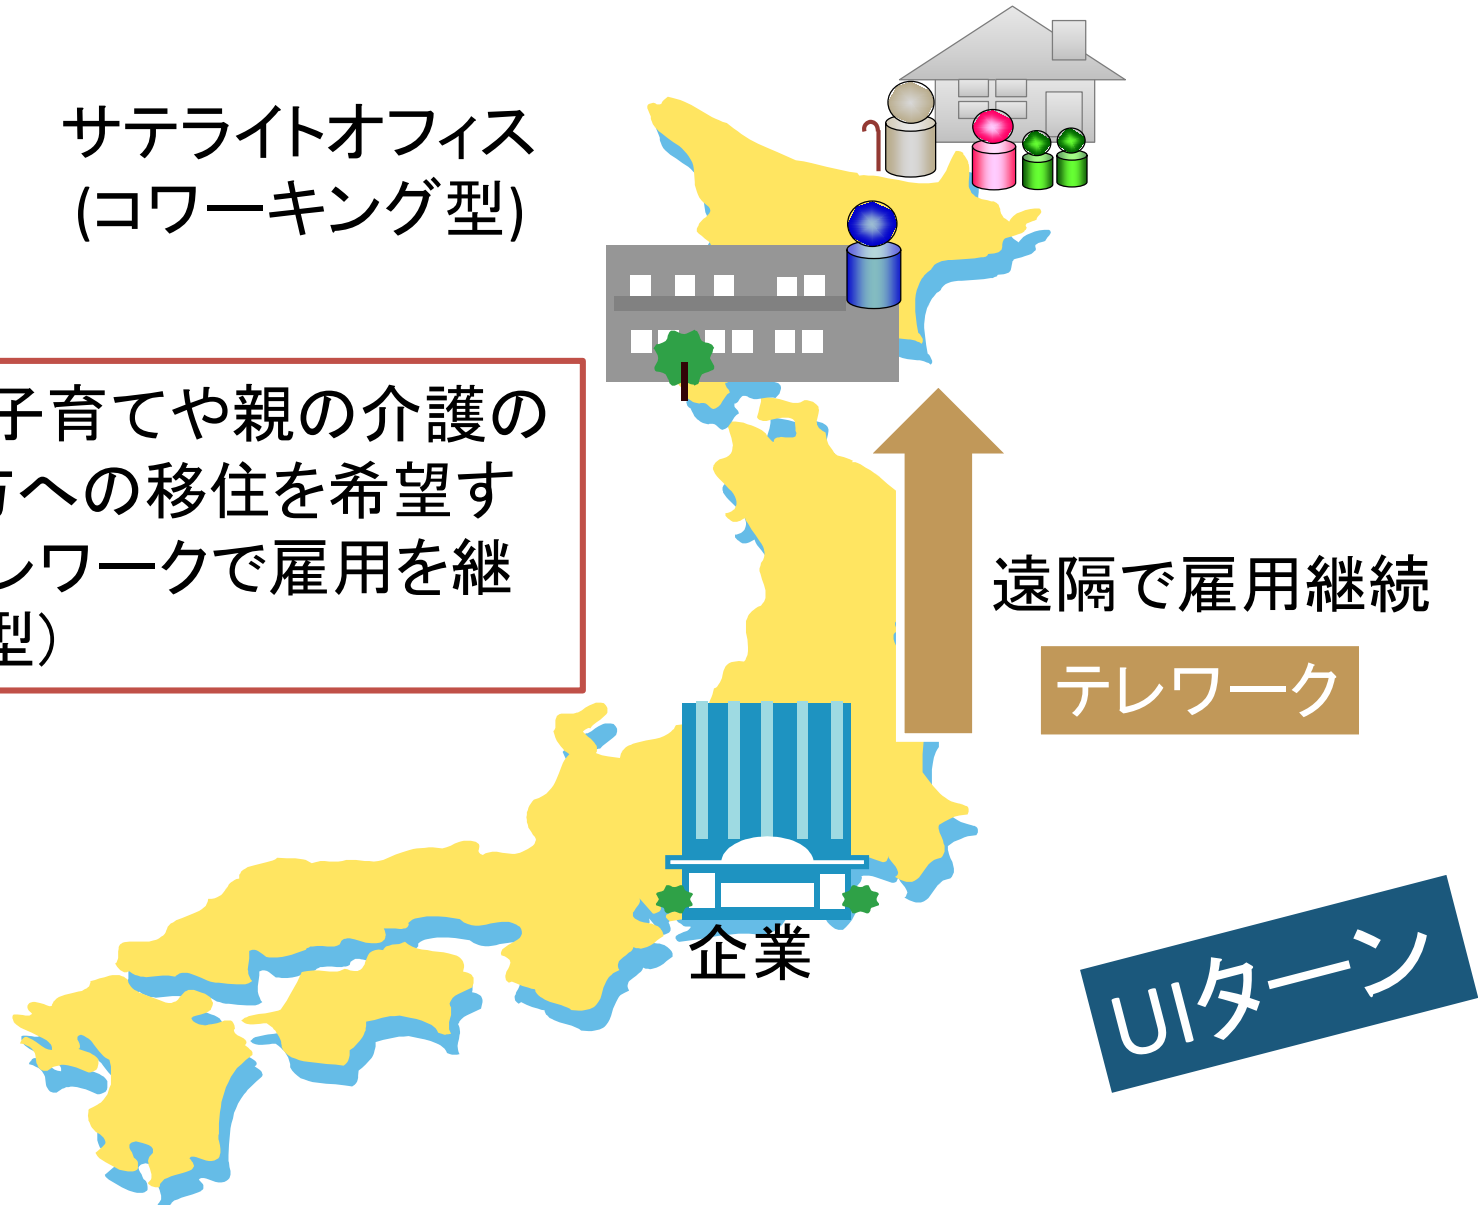 サテライトオフィス
(コワーキング型)
子育てや親の介護の
方への移住を希望す
レワークで雇用を継
型）
遠隔で雇用継続
テレワーク
企業
UIターン